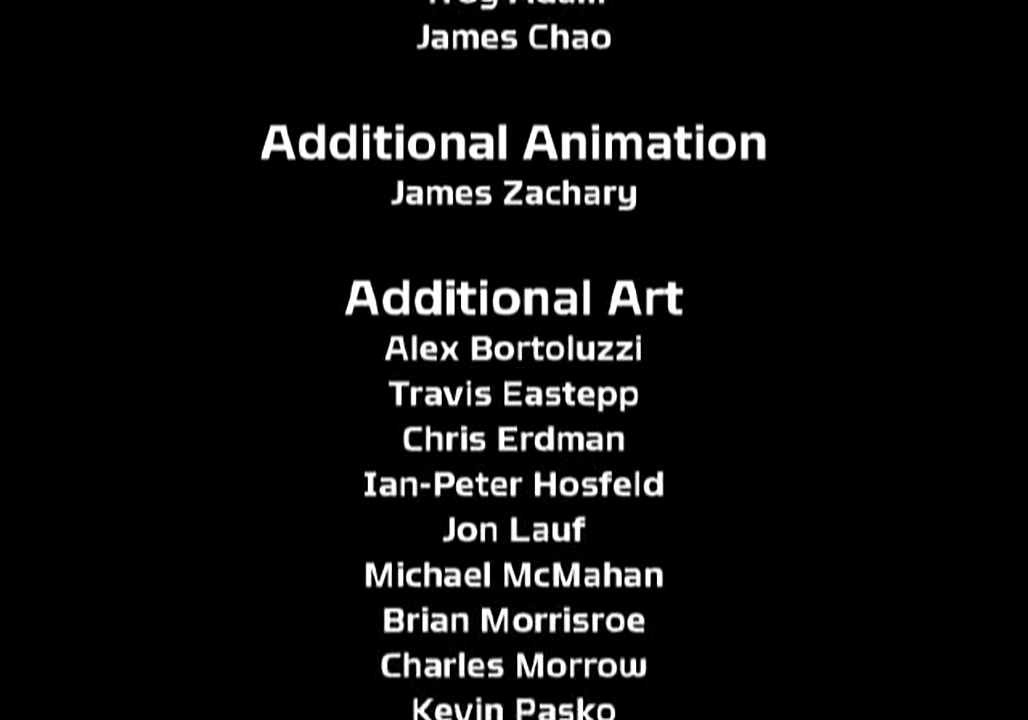 James Chao
Additional Animation
James Zachary
Additional Art
Alex Bortoluzzi
Travis Eastepp
Chris Erdman
Ian-Peter Hosfeld
Jon Lauf
Michael McMahan
Brian Morrisroe
Charles Morrow
Kevin Pasko